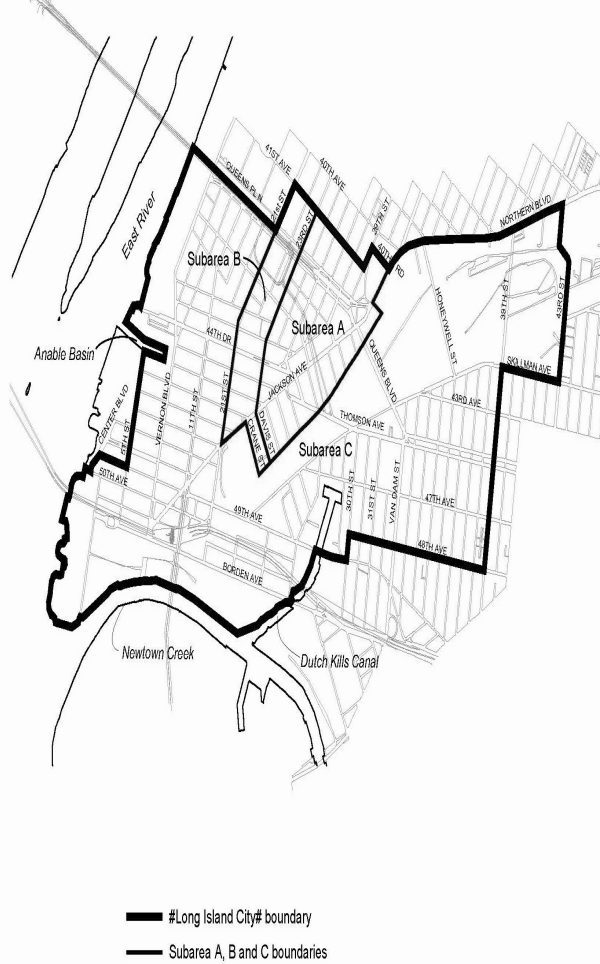 41ST AVE
40TH AVE
QUEENS PL N
21st ST
39TH ST
NORTHERN BLVD
23RD ST
East River
40TH RD
Subarea B
HONEYWELL ST
39TH ST
43RD ST
Subarea A
44TH DR
Anable Basin
QUEENS BLVD
SKILLMAN AVE
JACKSON AVE
21ST ST
CENTER BLVD
VERNON BLVD
11TH ST
43RD AVE
5TH ST
DAVIS ST
CRANE ST
THOMSON AVE
Subarea C
50TH AVE
30TH ST
31ST ST
VAN DAM ST
47TH AVE
49TH AVE
48TH AVE
BORDEN AVE
Newtown Creek
Dutch Kills Canal
#Long Island City# boundary
Subarea A, B and C boundaries